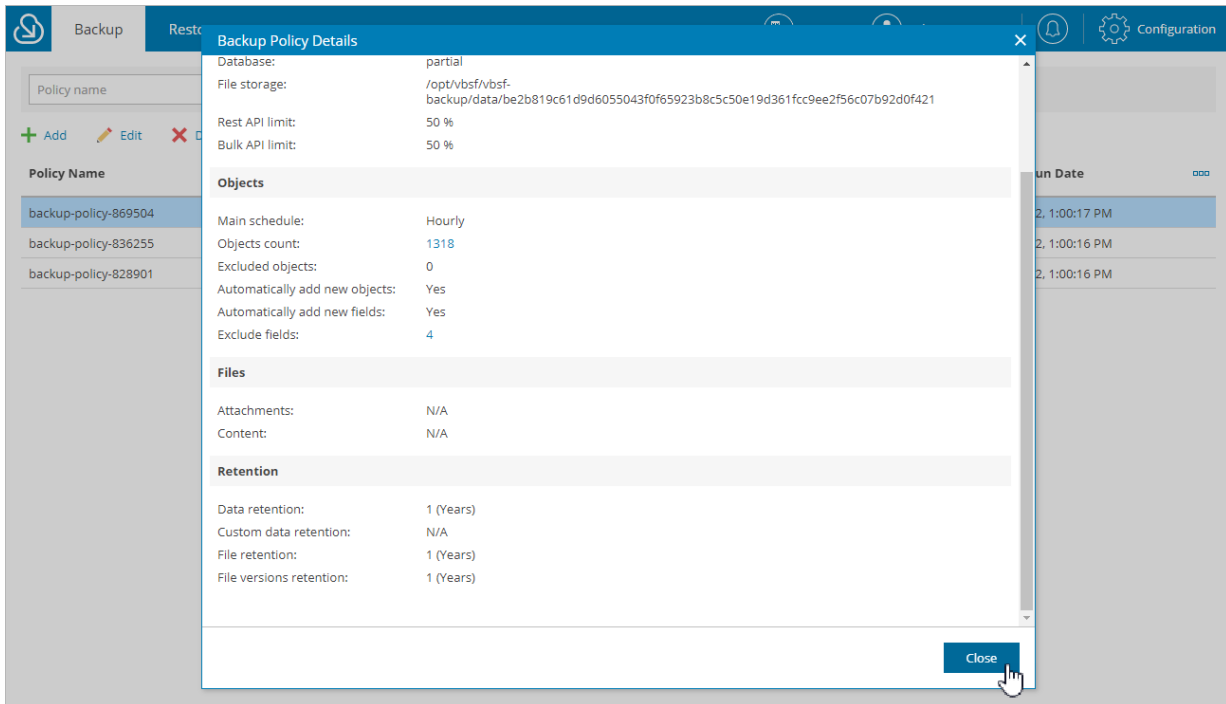 Backup
Resto
Configuration
Backup Policy Details
Database: partial
File storage: /opt/vbsf/vbsf-
backup/data/be2b819c61d9d6055043f0f65923b8c5c50e19d361fcc9ee2f56c07b92d0f421
Rest API limit: 50 %
Bulk API limit: 50 %
Objects
Main schedule: Hourly
Objects count: 1318
Excluded objects: 0
Automatically add new objects: Yes
Automatically add new fields: Yes
Exclude fields: 4
Files
Attachments: N/A
Content: N/A
Retention
Data retention: 1 (Years)
Custom data retention: N/A
File retention: 1 (Years)
File versions retention: 1 (Years)
Close
Policy name
Add Edit D
Policy Name un Date
backup-policy-869504 2, 1:00:17 PM
backup-policy-836255 2, 1:00:16 PM
backup-policy-828901 2, 1:00:16 PM